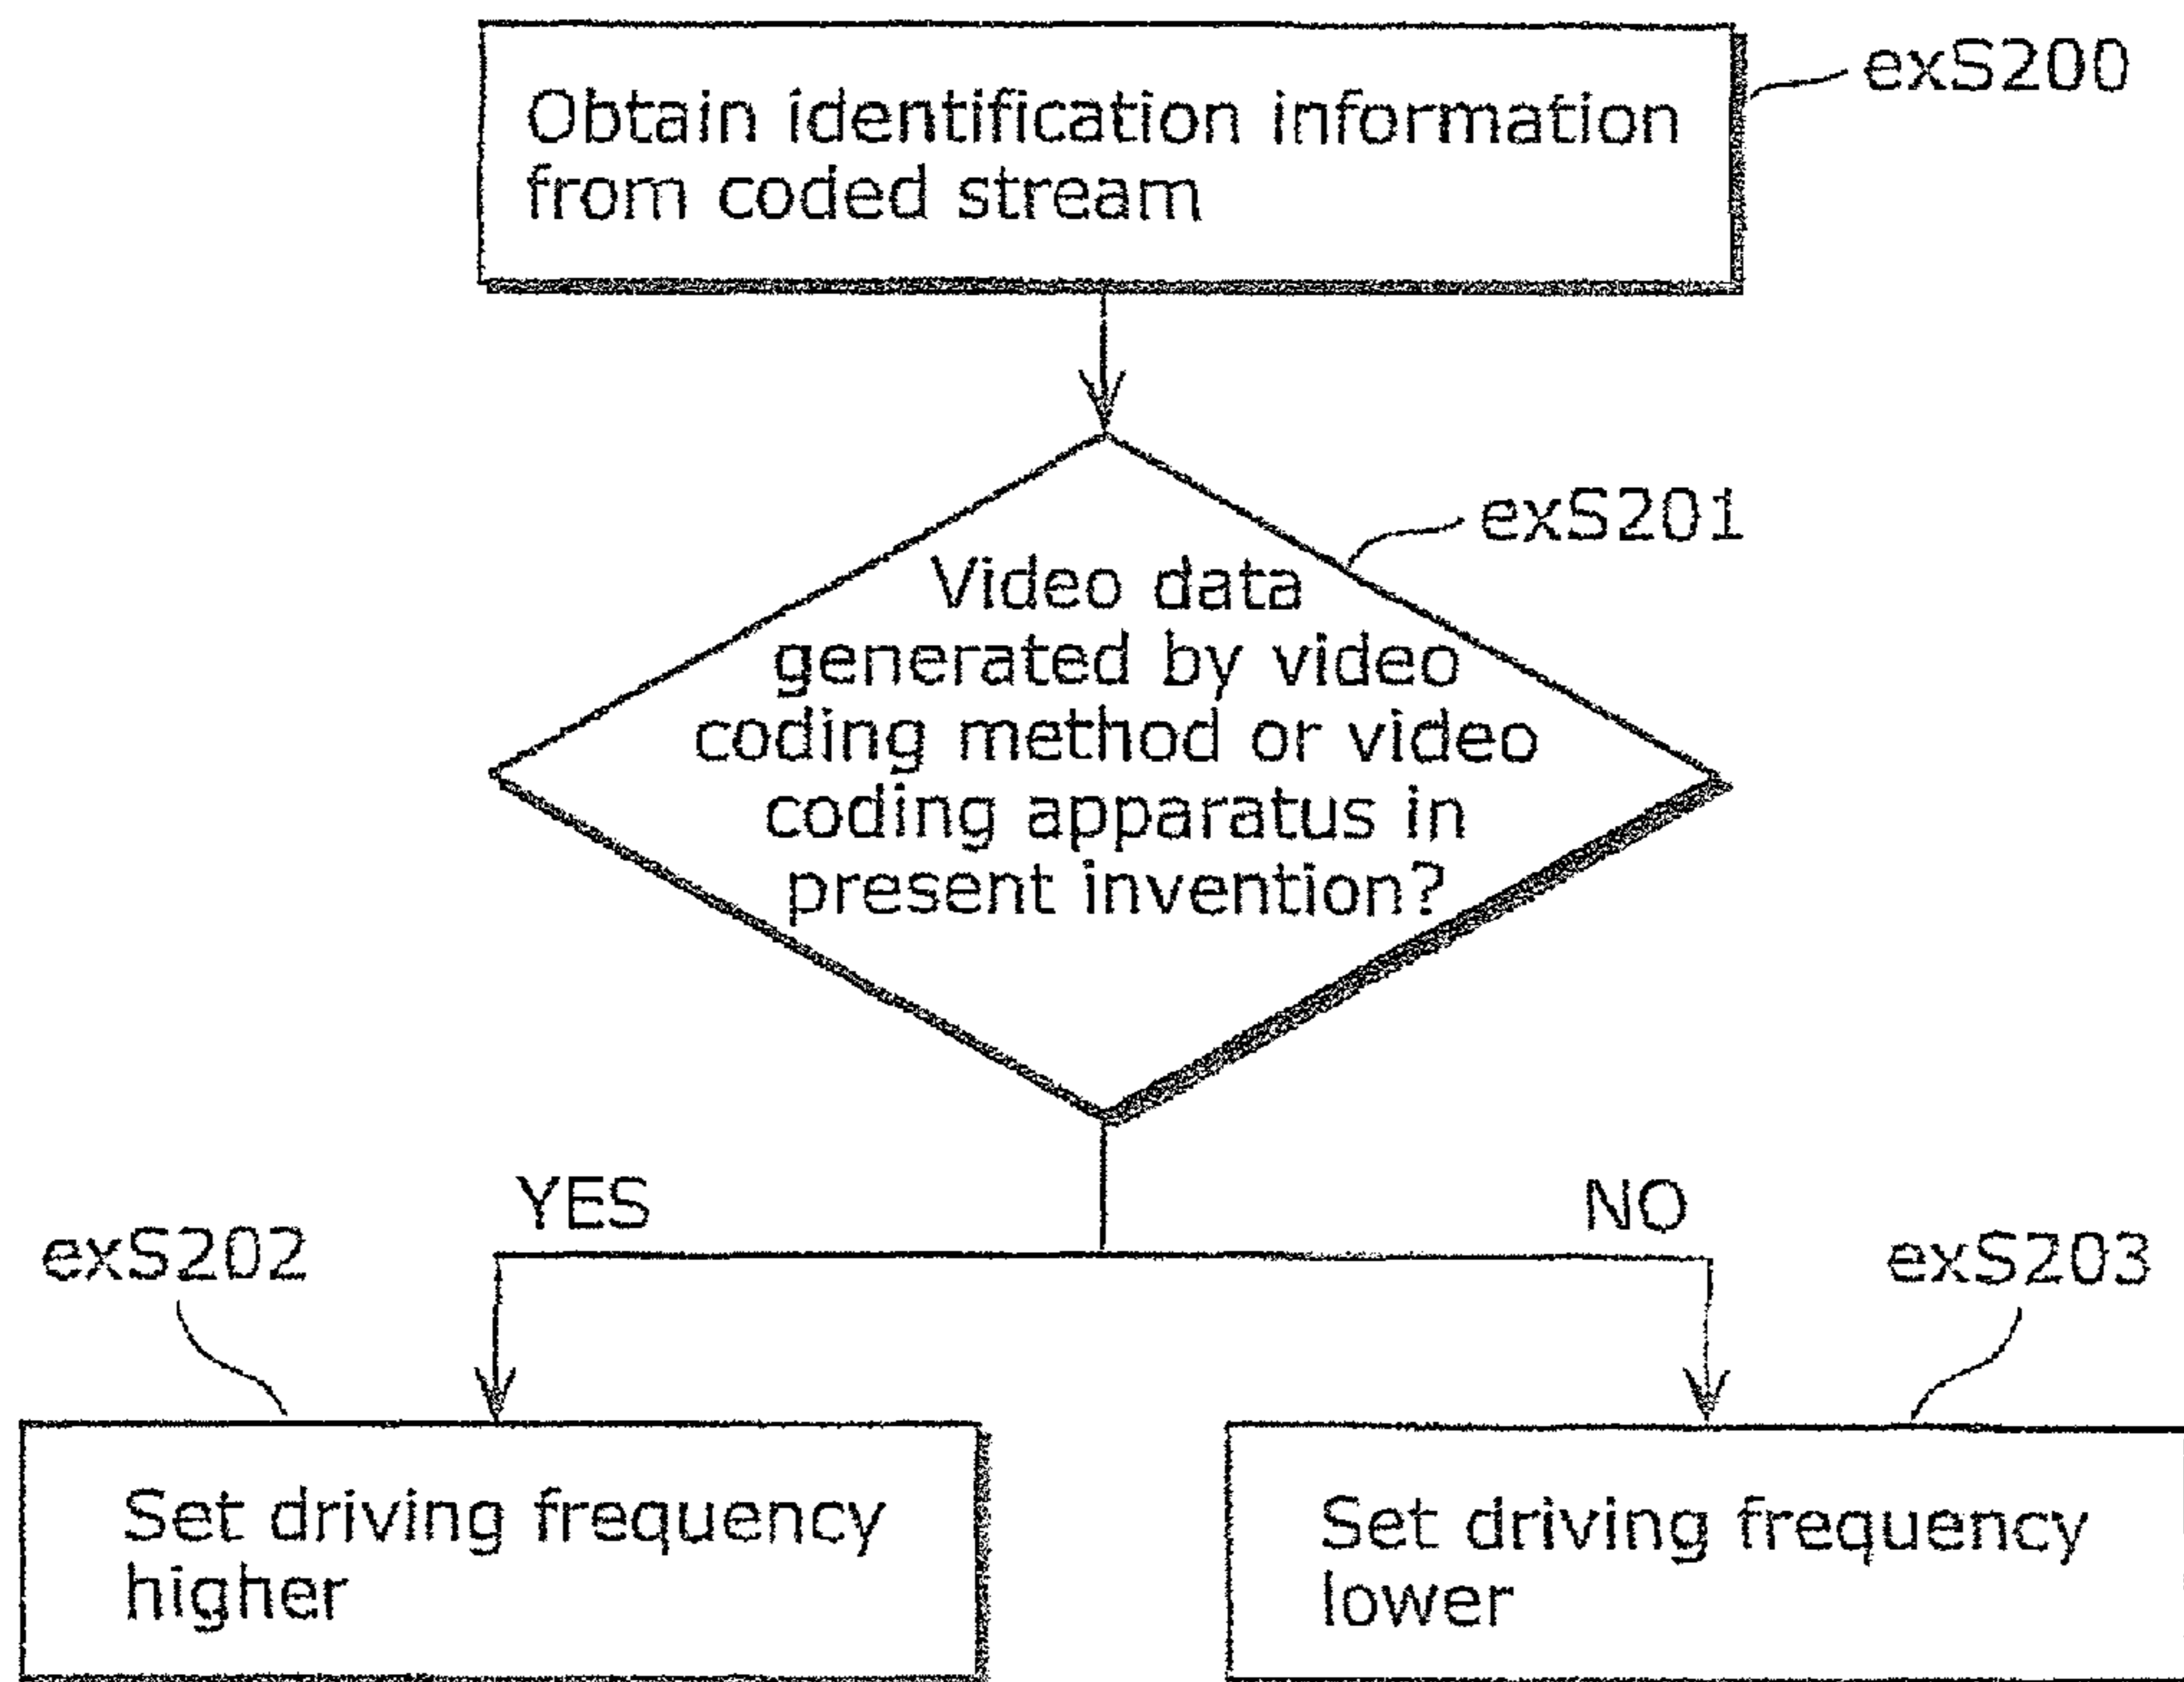 exS200
Obtain identification information
from coded stream
exS201
Video data
generated by video
coding method or video
coding apparatus in
present invention?
YES
NO
exS202
exS203
Set driving frequency
higher
Set driving frequency
lower